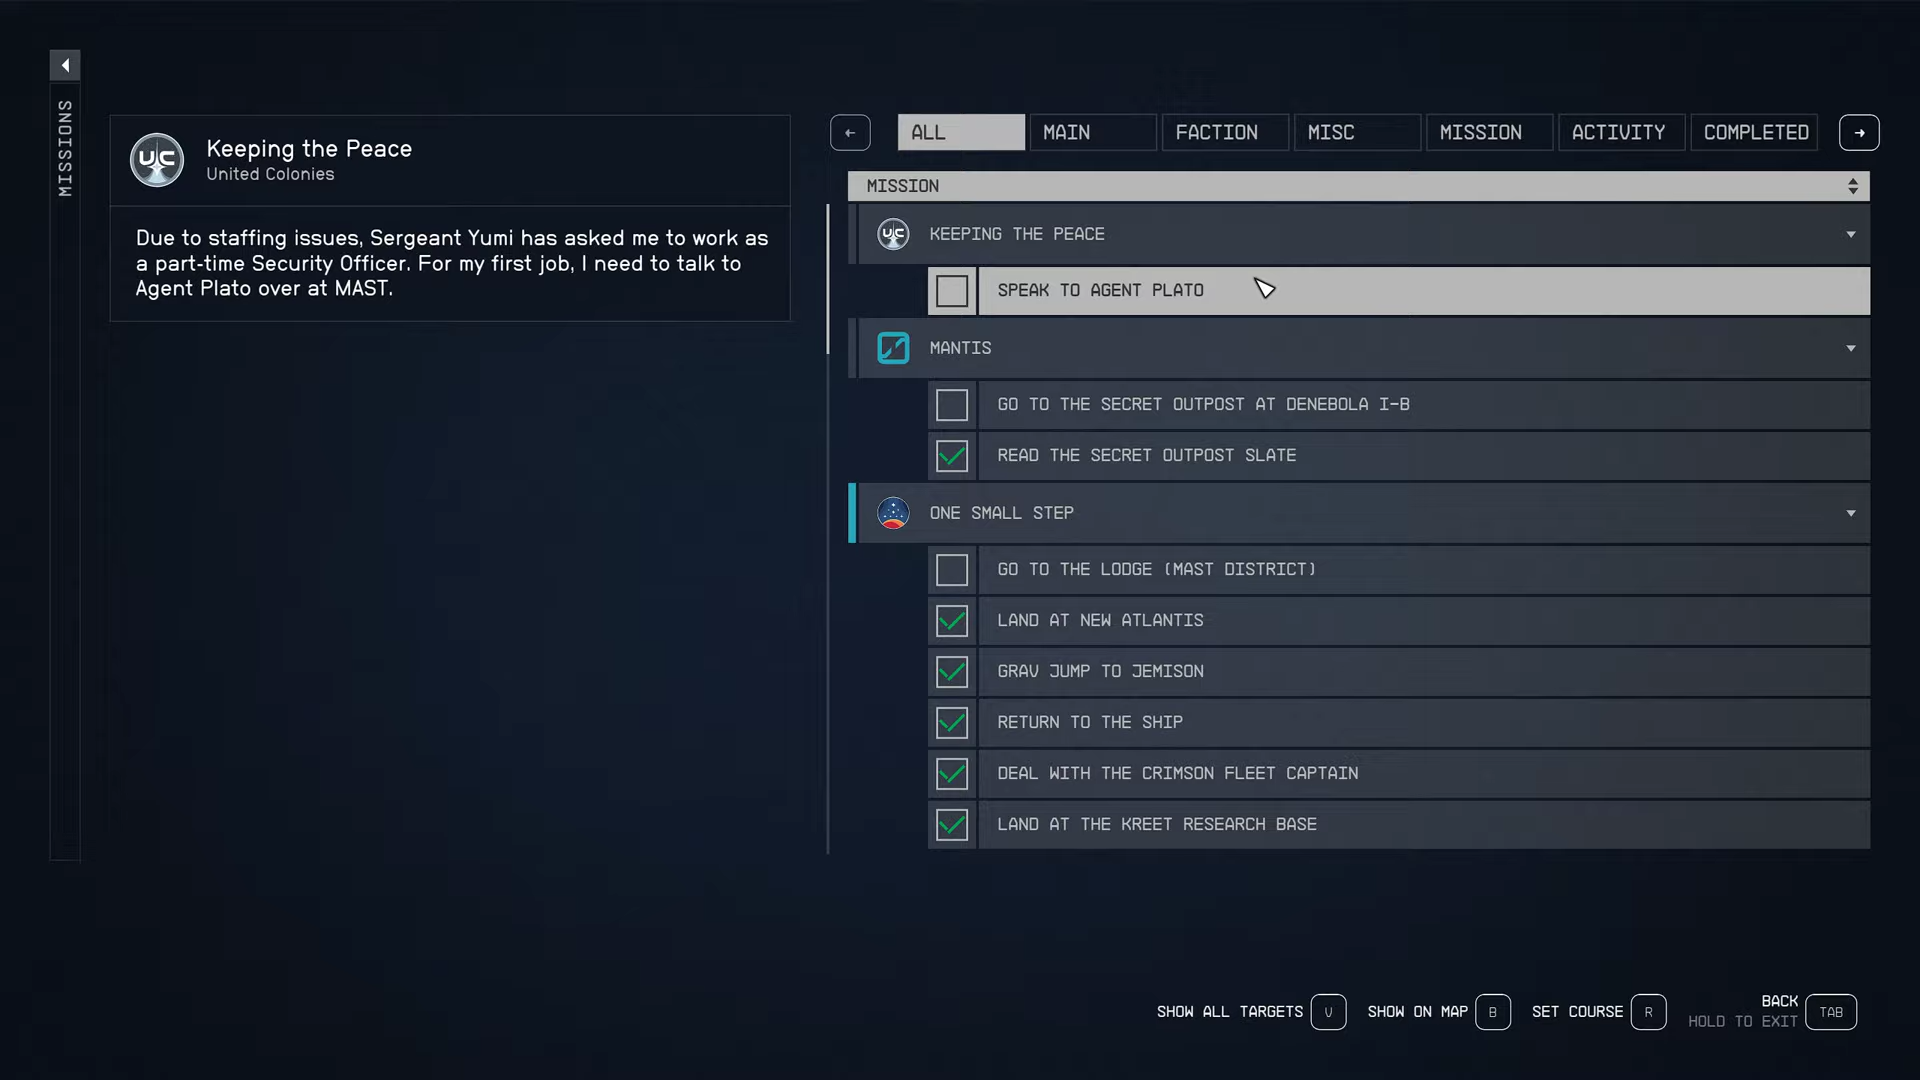 MISSIONS
UC
Keeping the Peace
United Colonies
Due to staffing issues, Sergeant Yumi has asked me to work as
a part-time Security Officer. For my first job, I need to talk to
Agent Plato over at MAST.
ALL MAIN FACTION MISC MISSION ACTIVITY COMPLETED
MISSION
UC KEEPING THE PEACE
SPEAK TO AGENT PLATO
MANTIS
GO TO THE SECRET OUTPOST AT DENEBOLA I-B
READ THE SECRET OUTPOST SLATE
ONE SMALL STEP
GO TO THE LODGE (MAST DISTRICT)
LAND AT NEW ATLANTIS
GRAV JUMP TO JEMISON
RETURN TO THE SHIP
DEAL WITH THE CRIMSON FLEET CAPTAIN
LAND AT THE KREET RESEARCH BASE
SHOW ALL TARGETS V SHOW ON MAP B SET COURSE R BACK TAB
HOLD TO EXIT